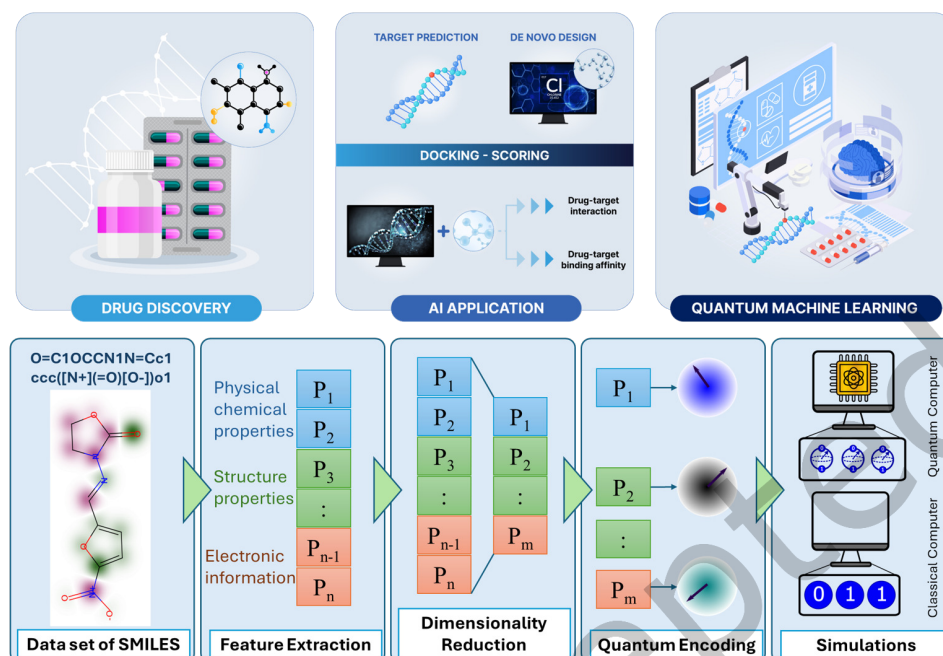 TARGET PREDICTION
DE NOVO DESIGN
Cl
DOCKING - SCORING
Drug-target
interaction
Drug-target
binding affinity
DRUG DISCOVERY
AI APPLICATION
QUANTUM MACHINE LEARNING
O=C1OCCN1N=Cc1
ccc([N+](=O)[O-])o1
Data set of SMILES
Physical
chemical
properties
Structure
properties
Electronic
information
P1
P2
P3
:
Pn-1
Pn
Feature Extraction
P1
P2
P3
:
Pn-1
Pn
P1
P2
:
Pm
Dimensionality
Reduction
P1
P2
:
Pm
Quantum Encoding
Quantum Computer
Classical Computer
0 1 1
Simulations